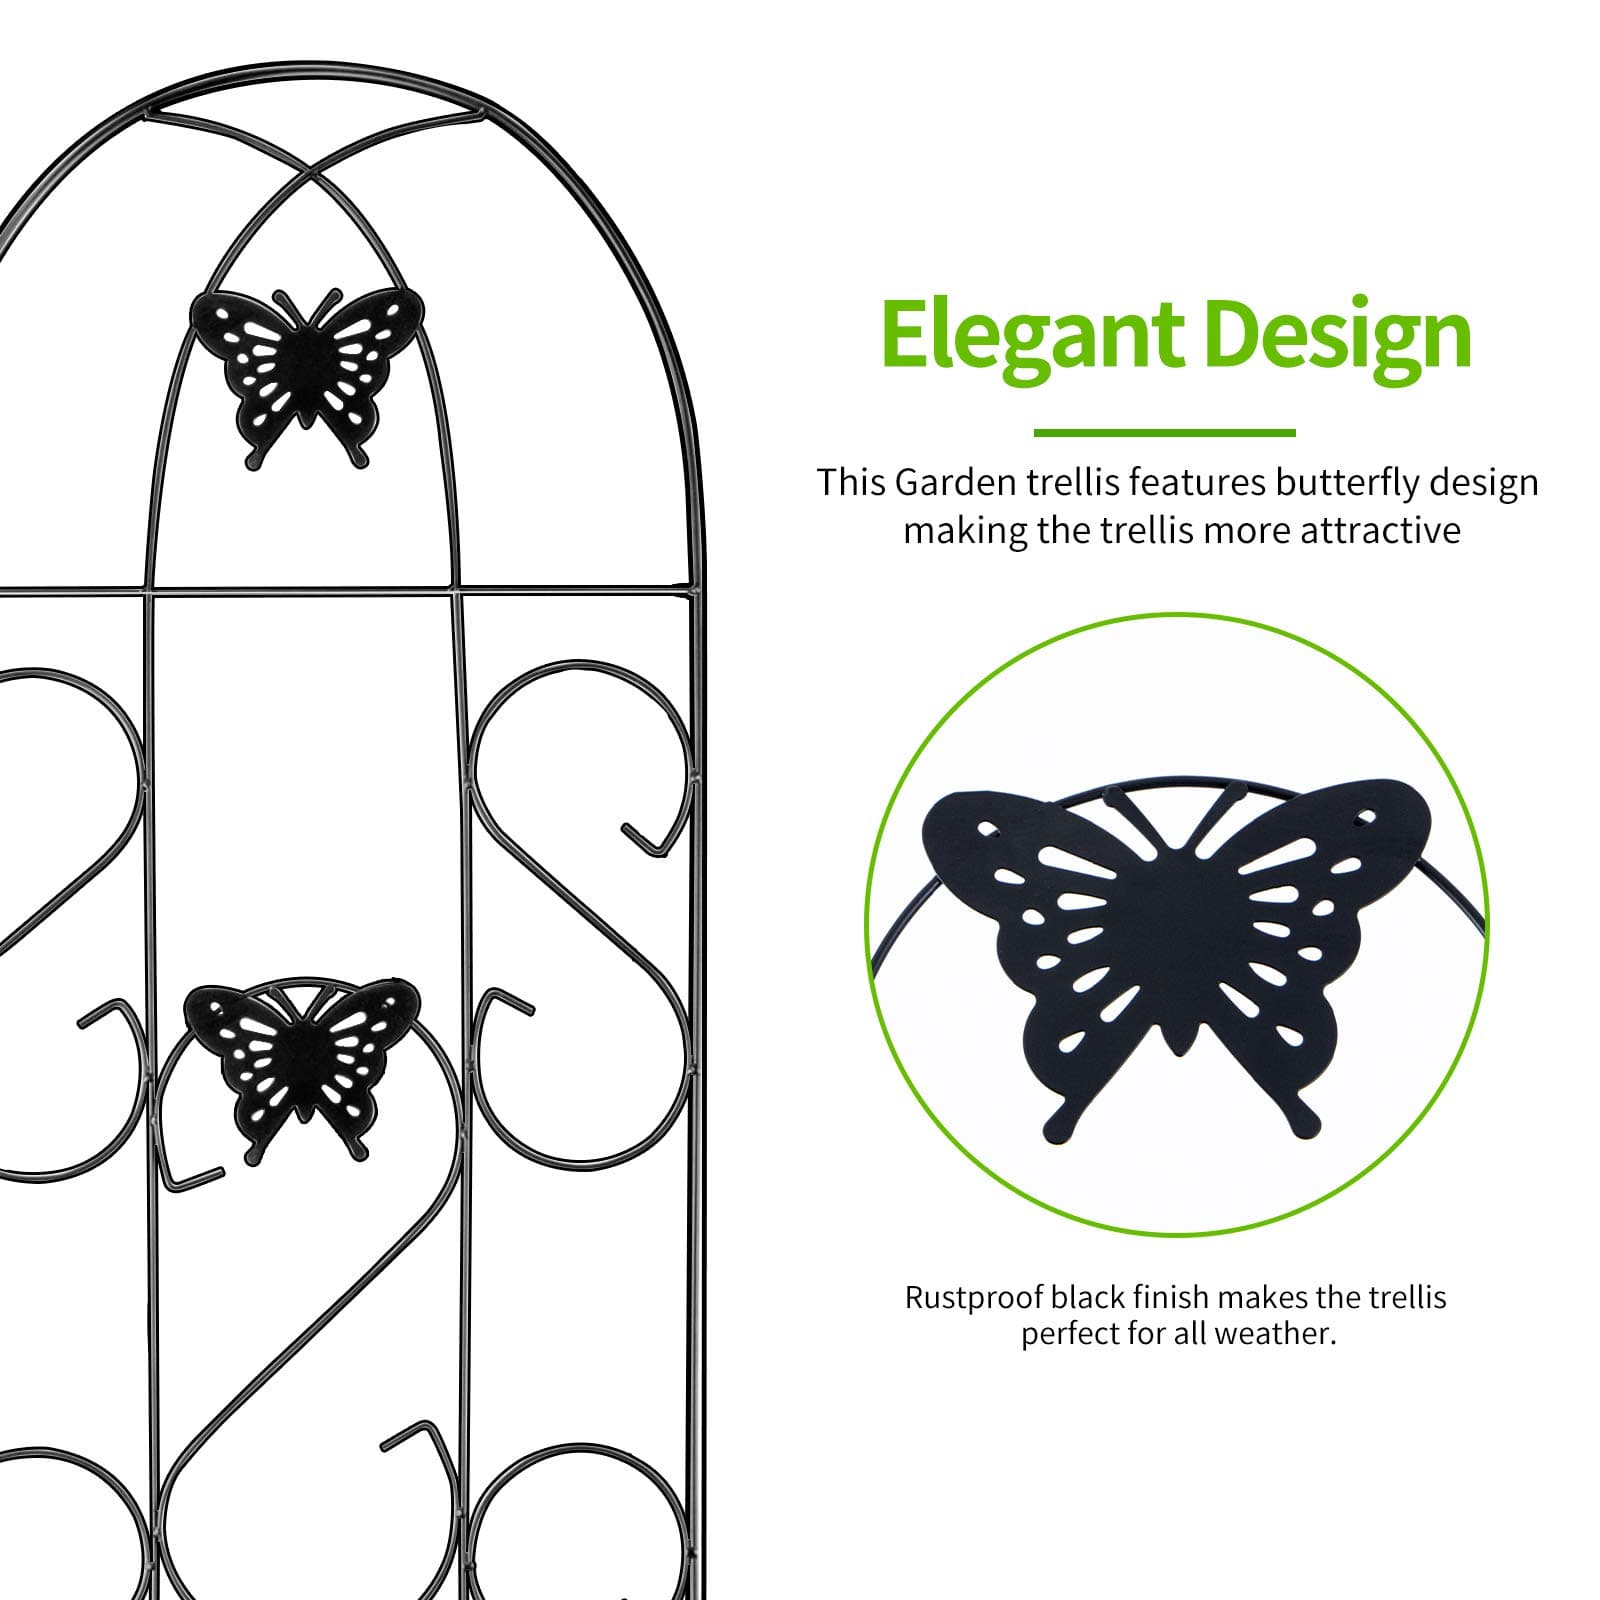 Elegant Design
This Garden trellis features butterfly design
making the trellis more attractive
Rustproof black finish makes the trellis
perfect for all weather.